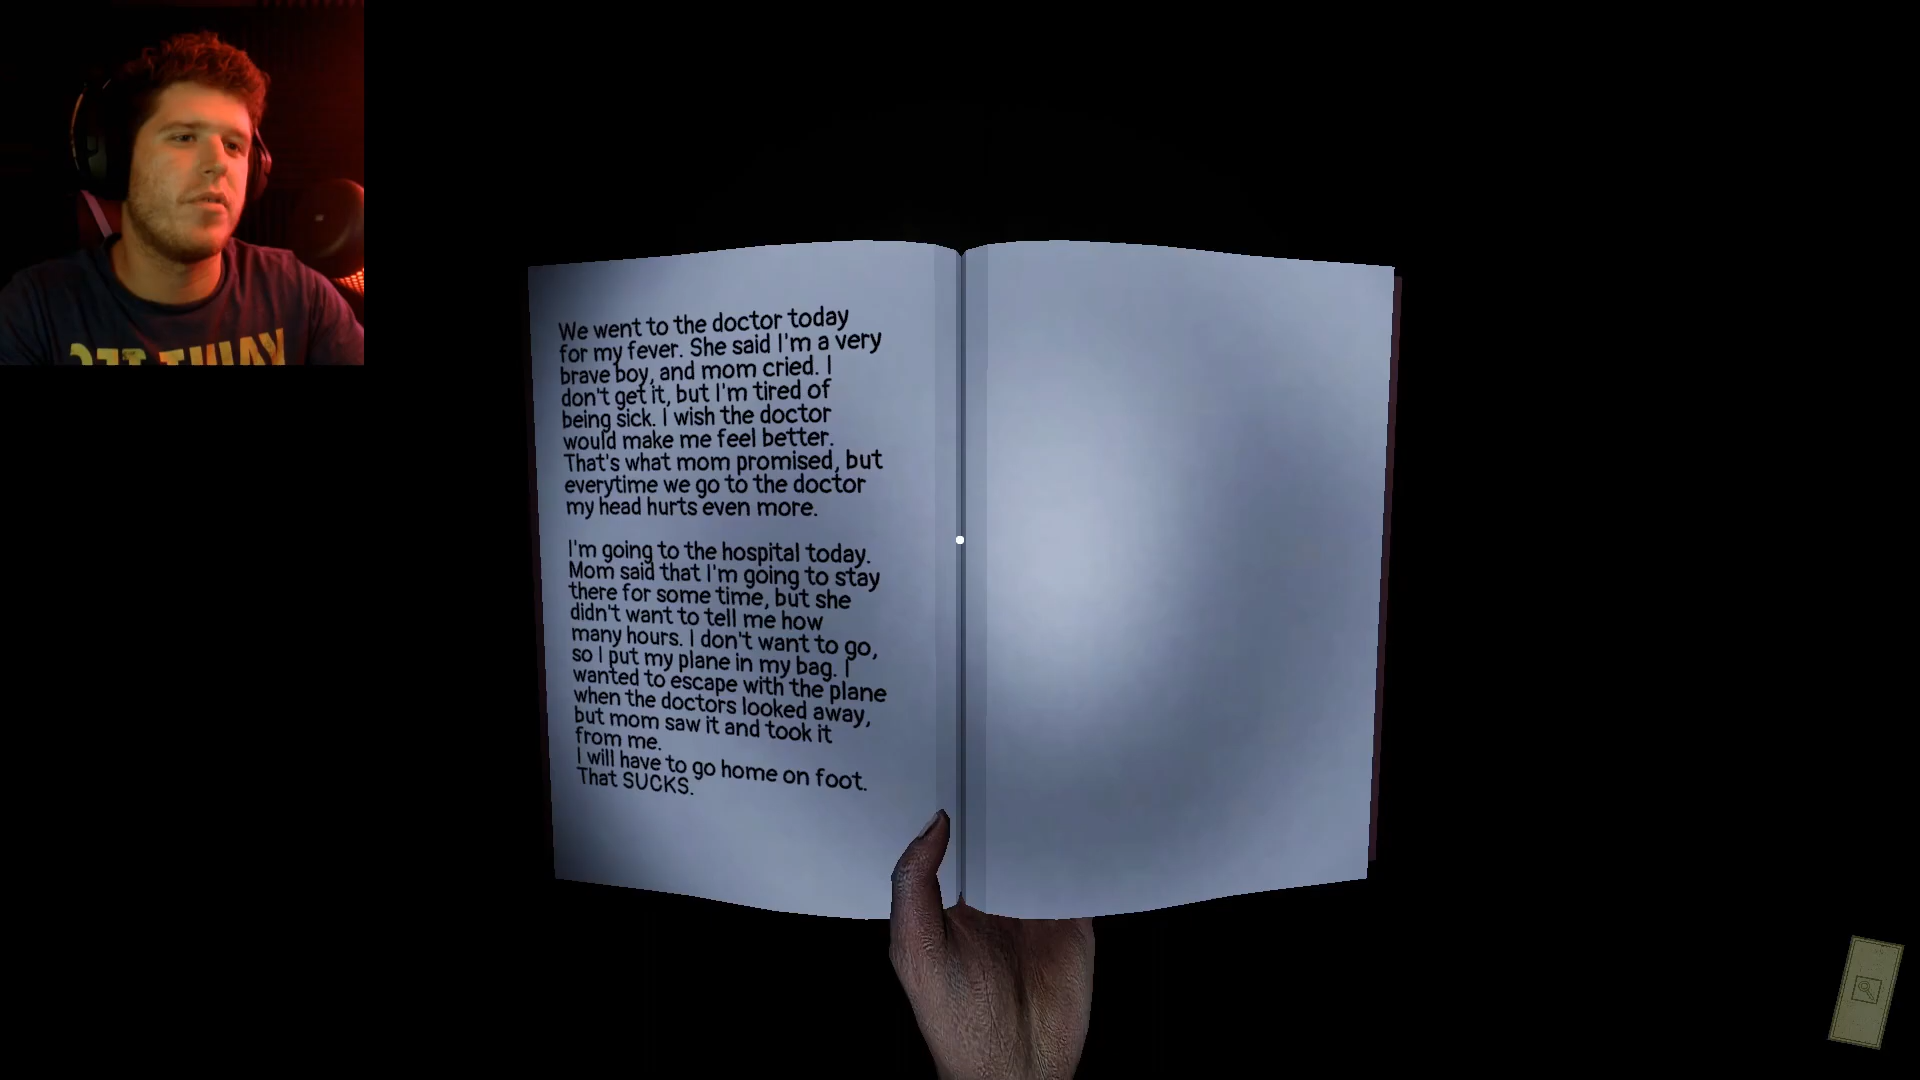 We went to the doctor today
for my fever. She said I'm a very
brave boy, and mom cried. I
don't get it, but I'm tired of
being sick. I wish the doctor
would make me feel better.
That's what mom promised, but
everytime we go to the doctor
my head hurts even more.
I'm going to the hospital today.
Mom said that I'm going to stay
there for some time, but she
didn't want to tell me how
many hours. I don't want to go,
so I put my plane in my bag. I
wanted to escape with the plane
when the doctors looked away,
but mom saw it and took it
from me.
I will have to go home on foot.
That SUCKS.